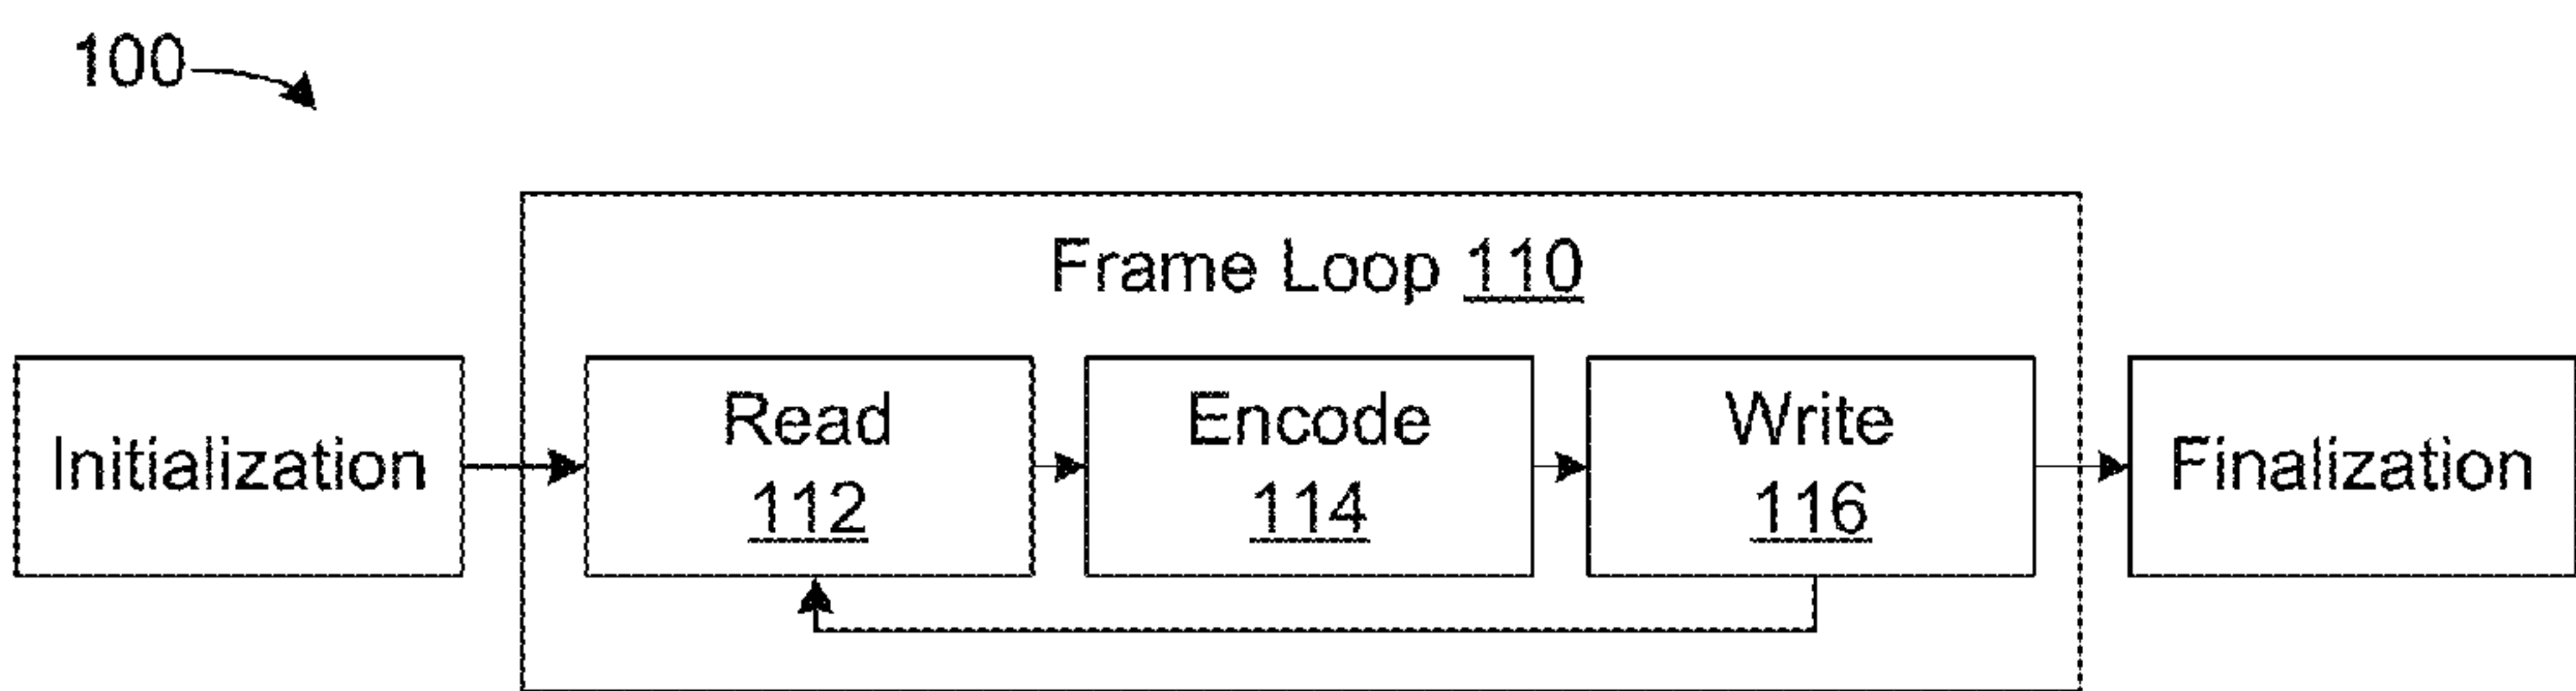 100
Frame Loop 110
Initialization
Read
112
Encode
114
Write
116
Finalization